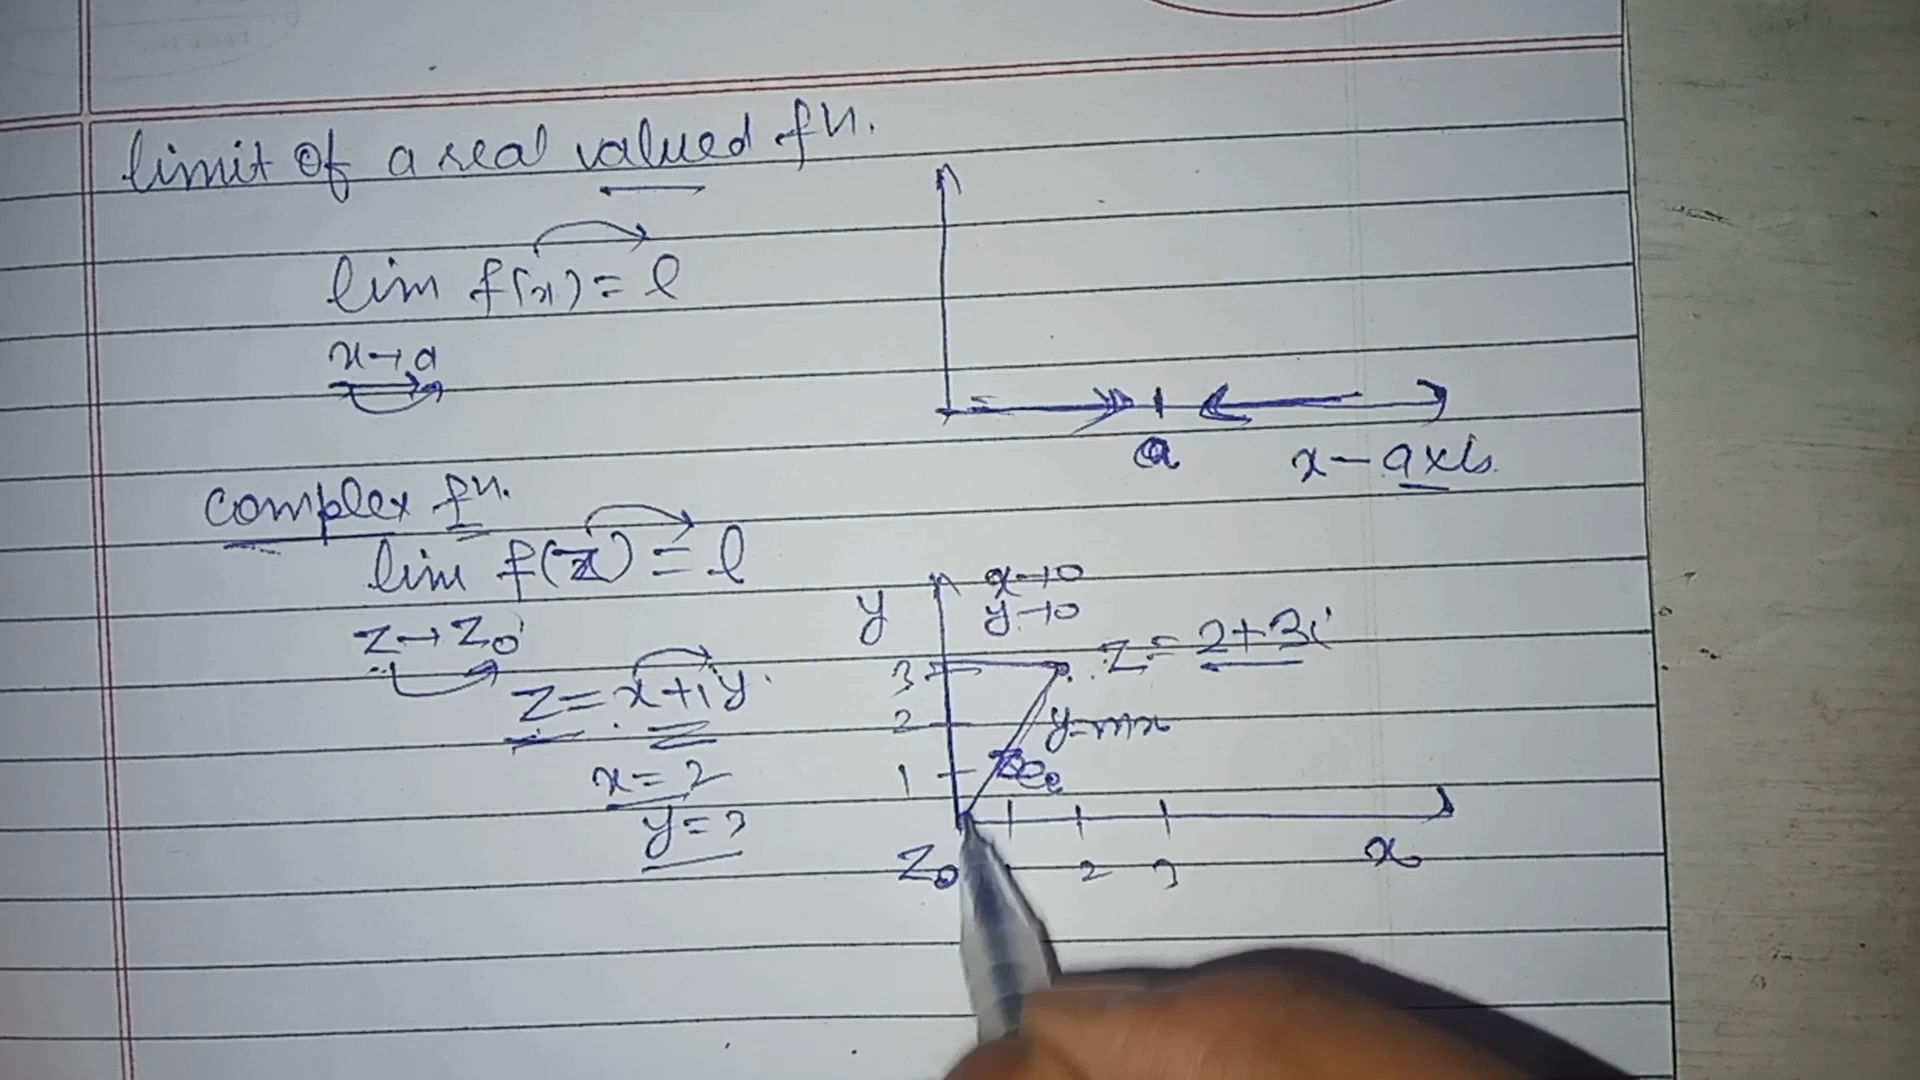 limit of a real valued fn.
lim f(x) = l
x→a
a
x-axis
complex fn.
lim f(z) = l
z→z0
z = x+iy
x = 2
y = 3
x→0
y→0
y
z = 2+3i
3
2
y=mx
1
z0
2
3
x